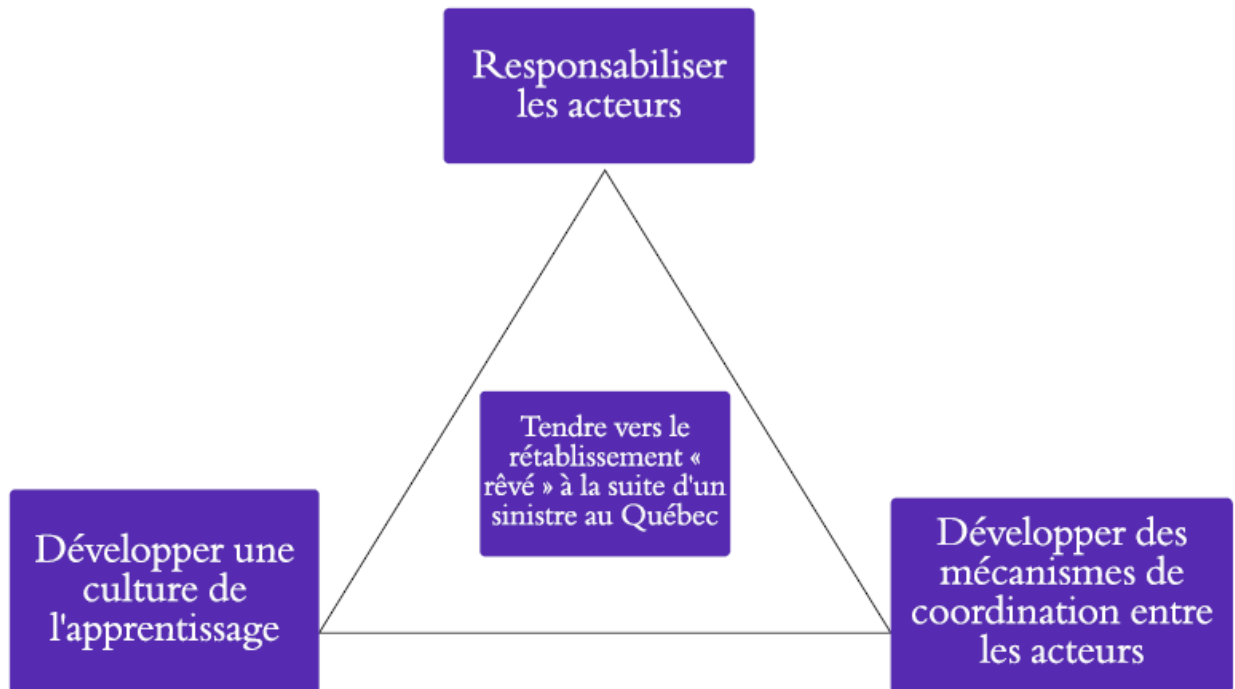 Responsabiliser
les acteurs
Tendre vers le
rétablissement «
rêvé » à la suite d'un
sinistre au Québec
Développer une
culture de
l'apprentissage
Développer des
mécanismes de
coordination entre
les acteurs